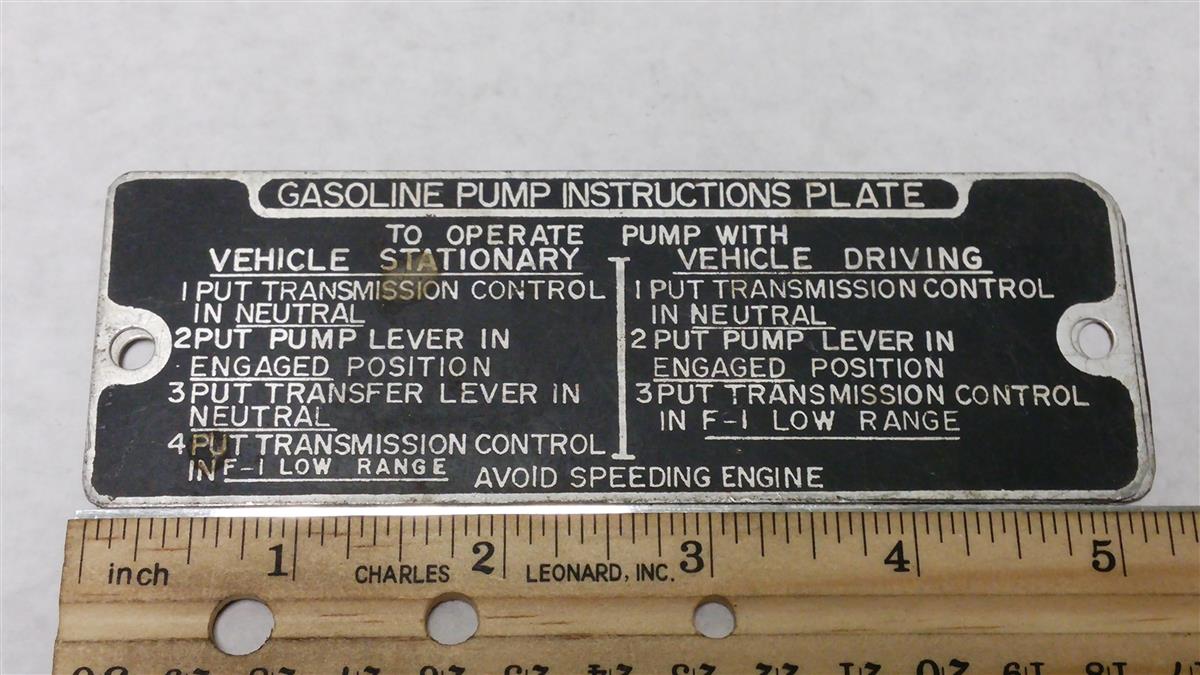 GASOLINE PUMP INSTRUCTIONS PLATE
TO OPERATE PUMP WITH
VEHICLE STATIONARY
1 PUT TRANSMISSION CONTROL
IN NEUTRAL
2 PUT PUMP LEVER IN
ENGAGED POSITION
3 PUT TRANSFER LEVER IN
NEUTRAL
4 PUT TRANSMISSION CONTROL
IN F-1 LOW RANGE
VEHICLE DRIVING
1 PUT TRANSMISSION CONTROL
IN NEUTRAL
2 PUT PUMP LEVER IN
ENGAGED POSITION
3 PUT TRANSMISSION CONTROL
IN F-1 LOW RANGE
AVOID SPEEDING ENGINE
1 2 3 4 5
inch CHARLES LEONARD, INC.